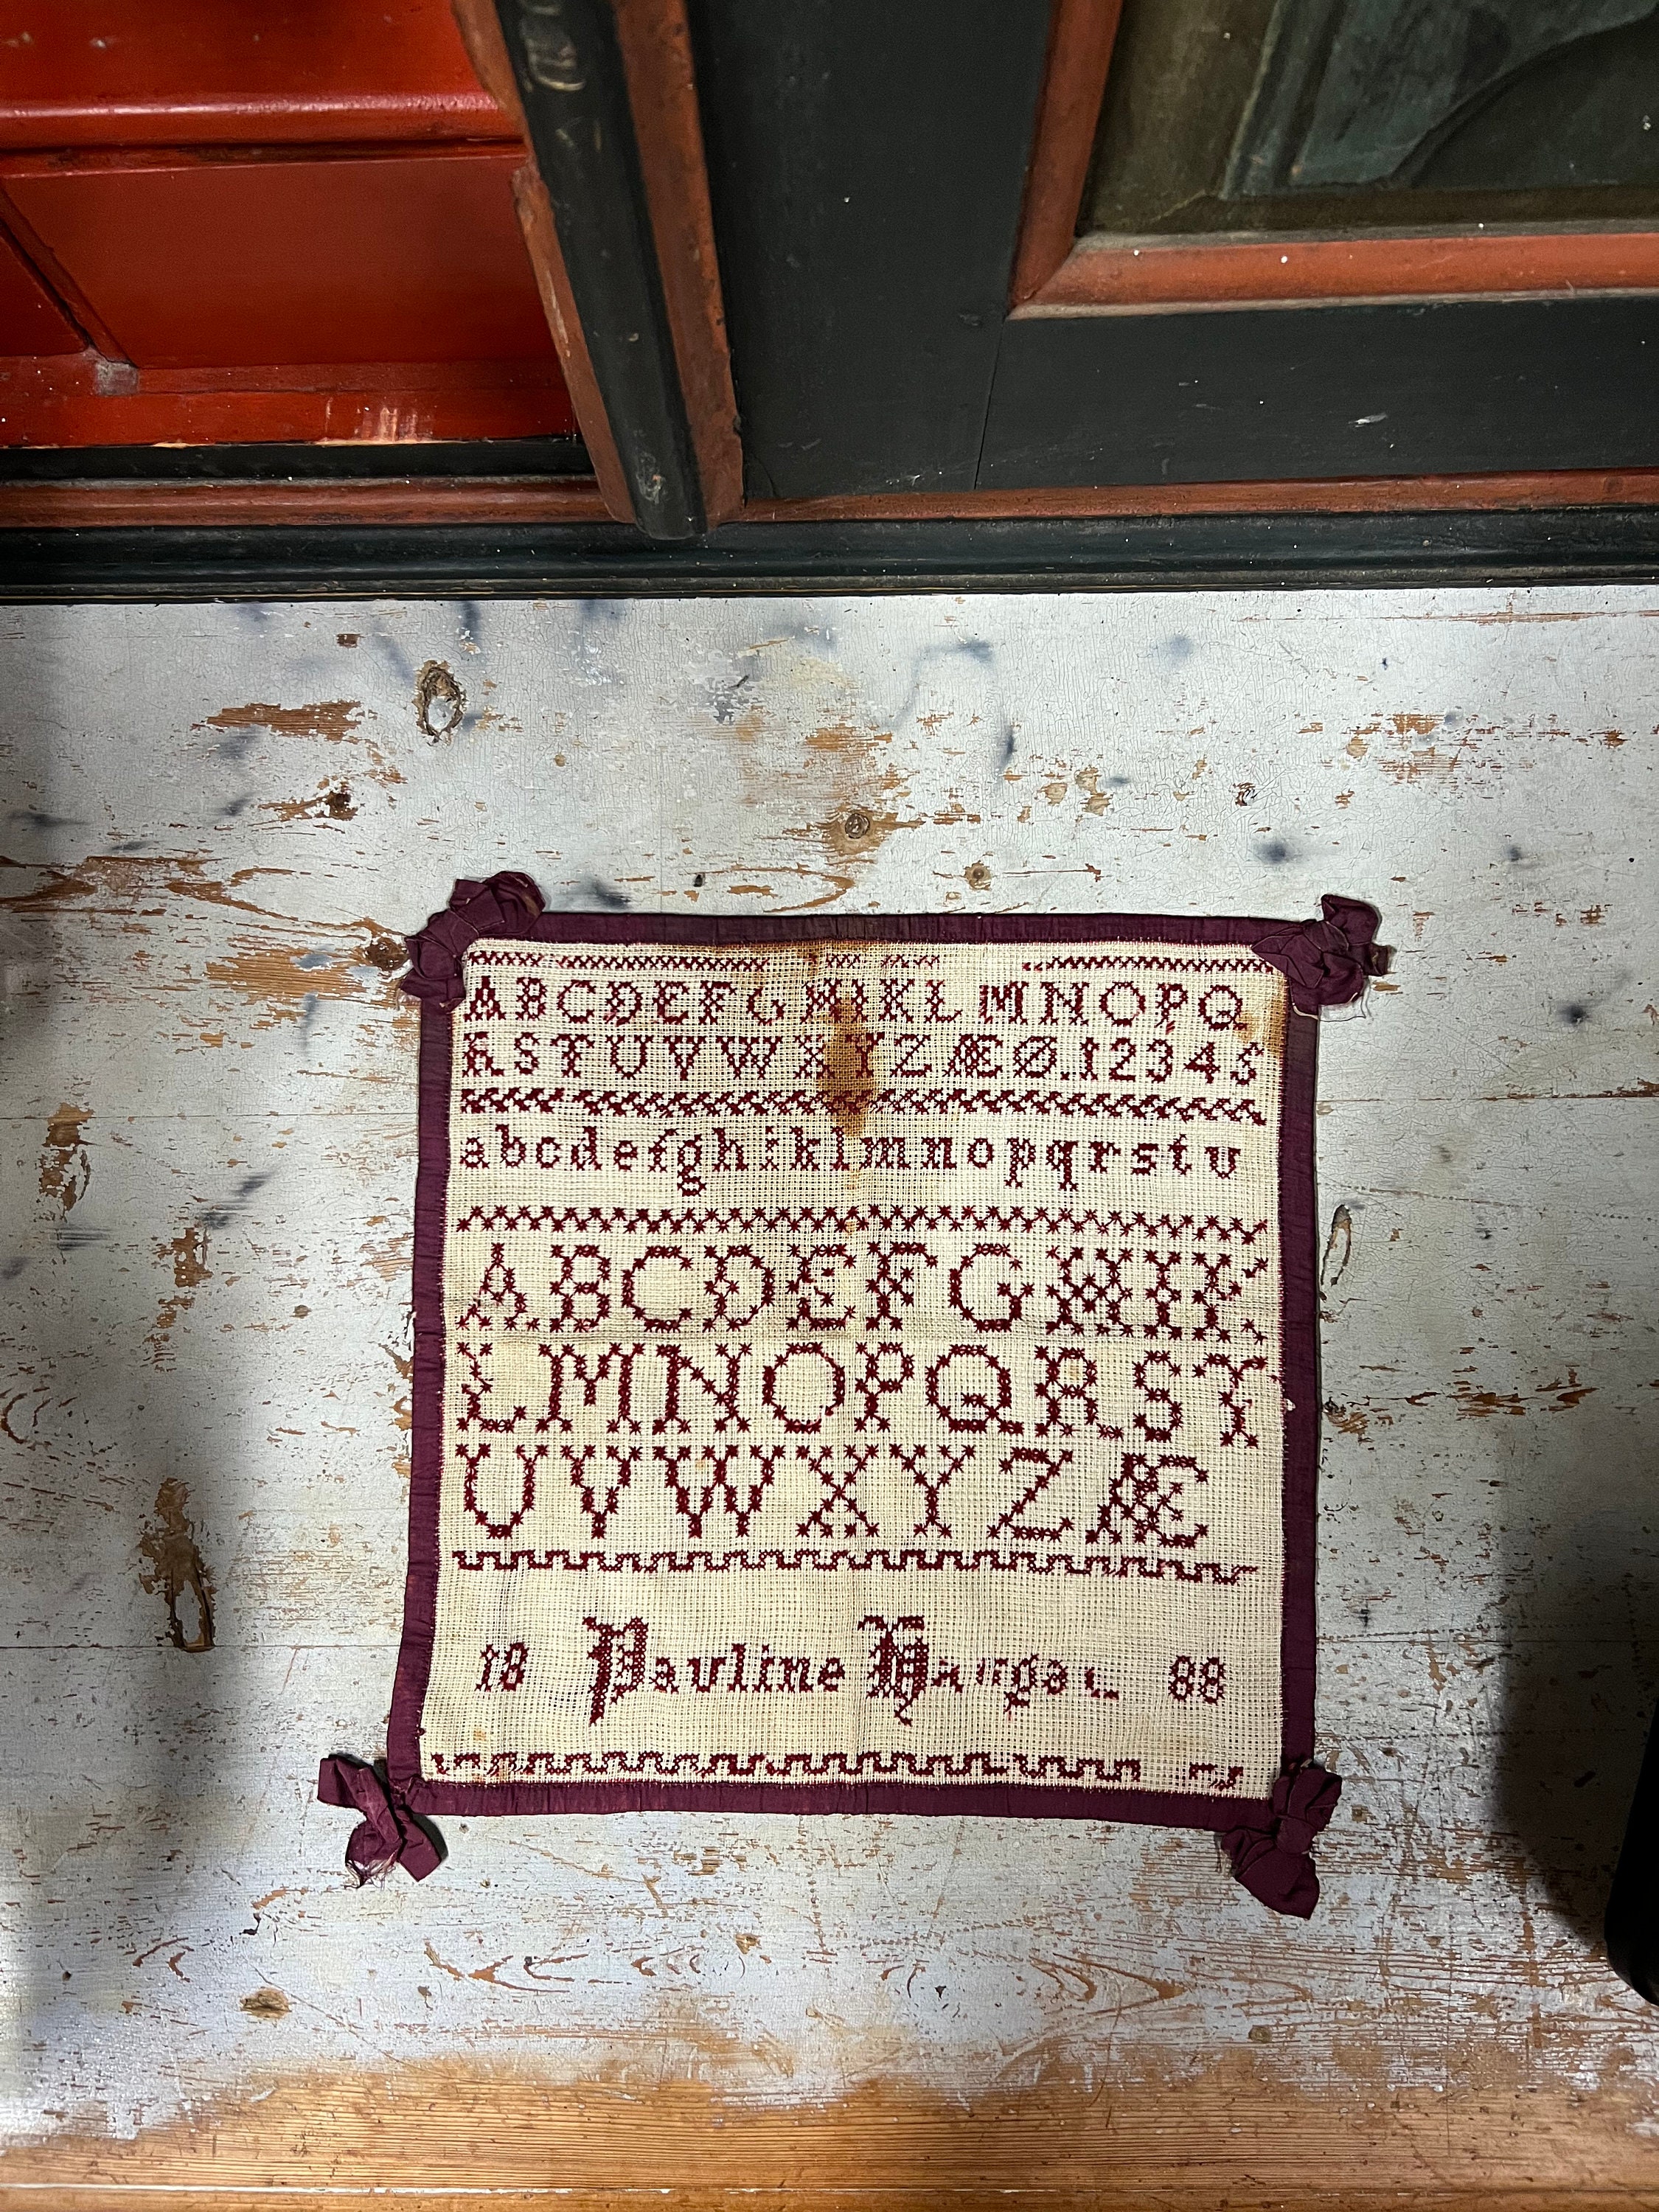 ABCDEFGHIKLMNOPQ
RSTUVWXYZÆØ.12345
abcdefghiklmnopqrstu
ABCDEFGHIK
LMNOPQRST
UVWXYZÆ
18 Pauline 88